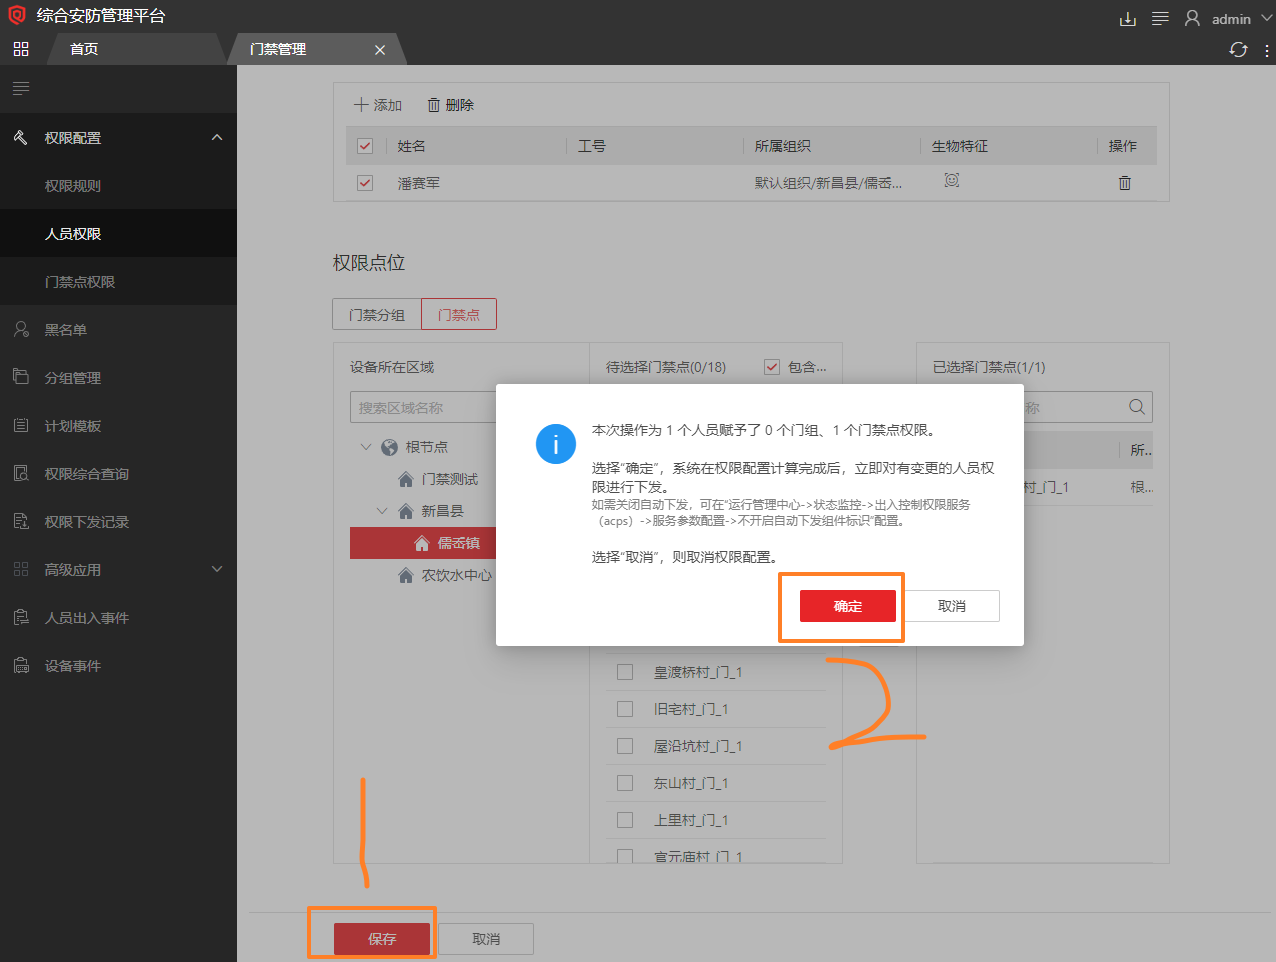 综合安防管理平台
admin
首页
门禁管理
权限配置
权限规则
人员权限
门禁点权限
黑名单
分组管理
计划模板
权限综合查询
权限下发记录
高级应用
人员出入事件
设备事件
添加 删除
姓名 工号 所属组织 生物特征 操作
潘赛军 默认组织/新昌县/儒岙...
权限点位
门禁分组 门禁点
设备所在区域
搜索区域名称
根节点
门禁测试
新昌县
儒岙镇
农饮水中心
待选择门禁点(0/18) 包含...
皇渡桥村_门_1
旧宅村_门_1
屋沿坑村_门_1
东山村_门_1
上里村_门_1
官元庙村_门_1
已选择门禁点(1/1)
称
所..
村_门_1 根...
本次操作为 1 个人员赋予了 0 个门组、1 个门禁点权限。
选择“确定”，系统在权限配置计算完成后，立即对有变更的人员权
限进行下发。
如需关闭自动下发，可在“运行管理中心->状态监控->出入控制权限服务
（acps）->服务参数配置->不开启自动下发组件标识”配置。
选择“取消”，则取消权限配置。
确定 取消
1
2
保存 取消